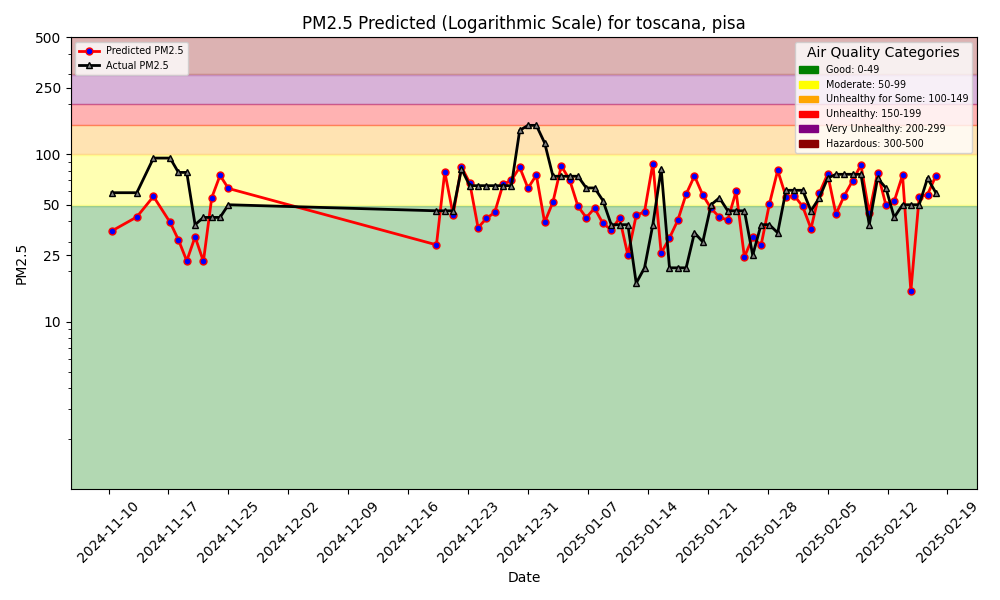 PM2.5 Predicted (Logarithmic Scale) for toscana, pisa
Predicted PM2.5
Actual PM2.5
Air Quality Categories
Good: 0-49
Moderate: 50-99
Unhealthy for Some: 100-149
Unhealthy: 150-199
Very Unhealthy: 200-299
Hazardous: 300-500
PM2.5
500
250
100
50
25
10
2024-11-10
2024-11-17
2024-11-25
2024-12-02
2024-12-09
2024-12-16
2024-12-23
2024-12-31
2025-01-07
2025-01-14
2025-01-21
2025-01-28
2025-02-05
2025-02-12
2025-02-19
Date